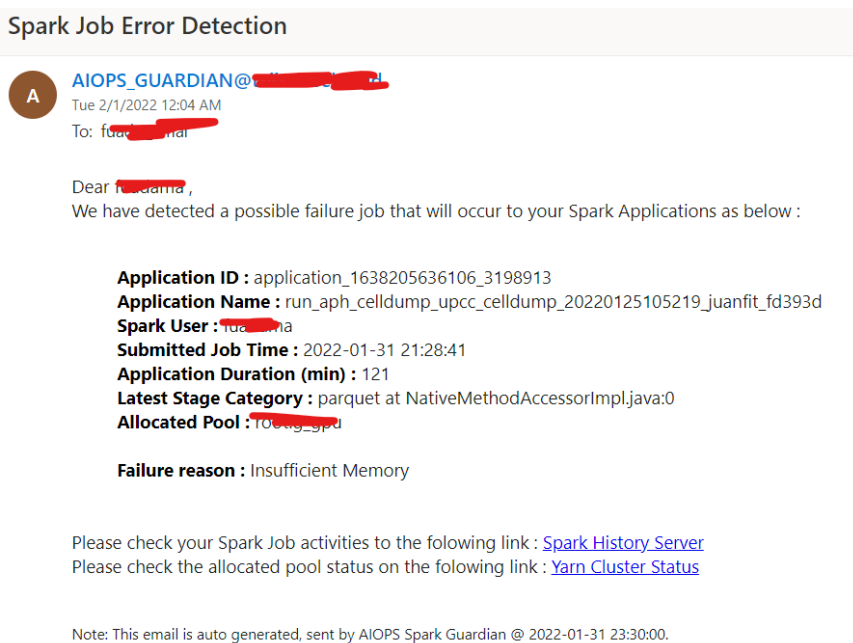 Spark Job Error Detection
A
AIOPS_GUARDIAN@
Tue 2/1/2022 12:04 AM
To:
Dear ,
We have detected a possible failure job that will occur to your Spark Applications as below :
Application ID : application_1638205636106_3198913
Application Name : run_aph_celldump_upcc_celldump_20220125105219_juanfit_fd393d
Spark User :
Submitted Job Time : 2022-01-31 21:28:41
Application Duration (min) : 121
Latest Stage Category : parquet at NativeMethodAccessorImpl.java:0
Allocated Pool :
Failure reason : Insufficient Memory
Please check your Spark Job activities to the folowing link : Spark History Server
Please check the allocated pool status on the folowing link : Yarn Cluster Status
Note: This email is auto generated, sent by AIOPS Spark Guardian @ 2022-01-31 23:30:00.